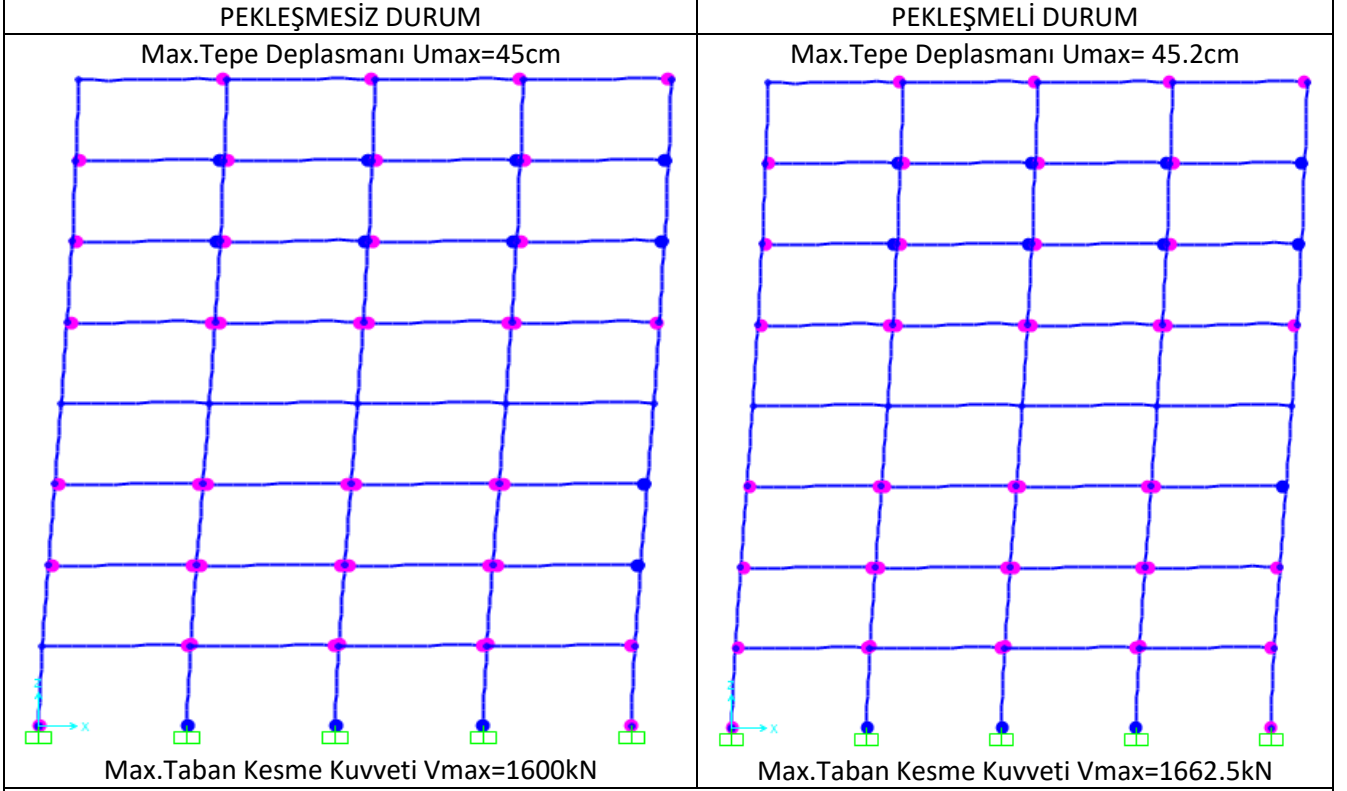 PEKLEŞMESİZ DURUM
Max.Tepe Deplasmanı Umax=45cm
Z
X
Max.Taban Kesme Kuvveti Vmax=1600kN
PEKLEŞMELİ DURUM
Max.Tepe Deplasmanı Umax= 45.2cm
Z
X
Max.Taban Kesme Kuvveti Vmax=1662.5kN